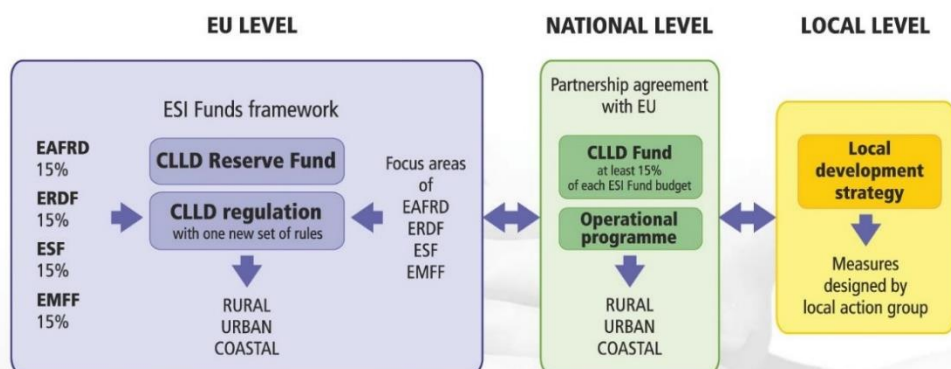 EU LEVEL
ESI Funds framework
EAFRD
15%
ERDF
15%
ESF
15%
EMFF
15%
CLLD Reserve Fund
CLLD regulation
with one new set of rules
RURAL
URBAN
COASTAL
Focus areas
of
EAFRD
ERDF
ESF
EMFF
NATIONAL LEVEL
Partnership agreement
with EU
CLLD Fund
at least 15%
of each ESI Fund budget
Operational
programme
RURAL
URBAN
COASTAL
LOCAL LEVEL
Local
development
strategy
Measures
designed by
local action group